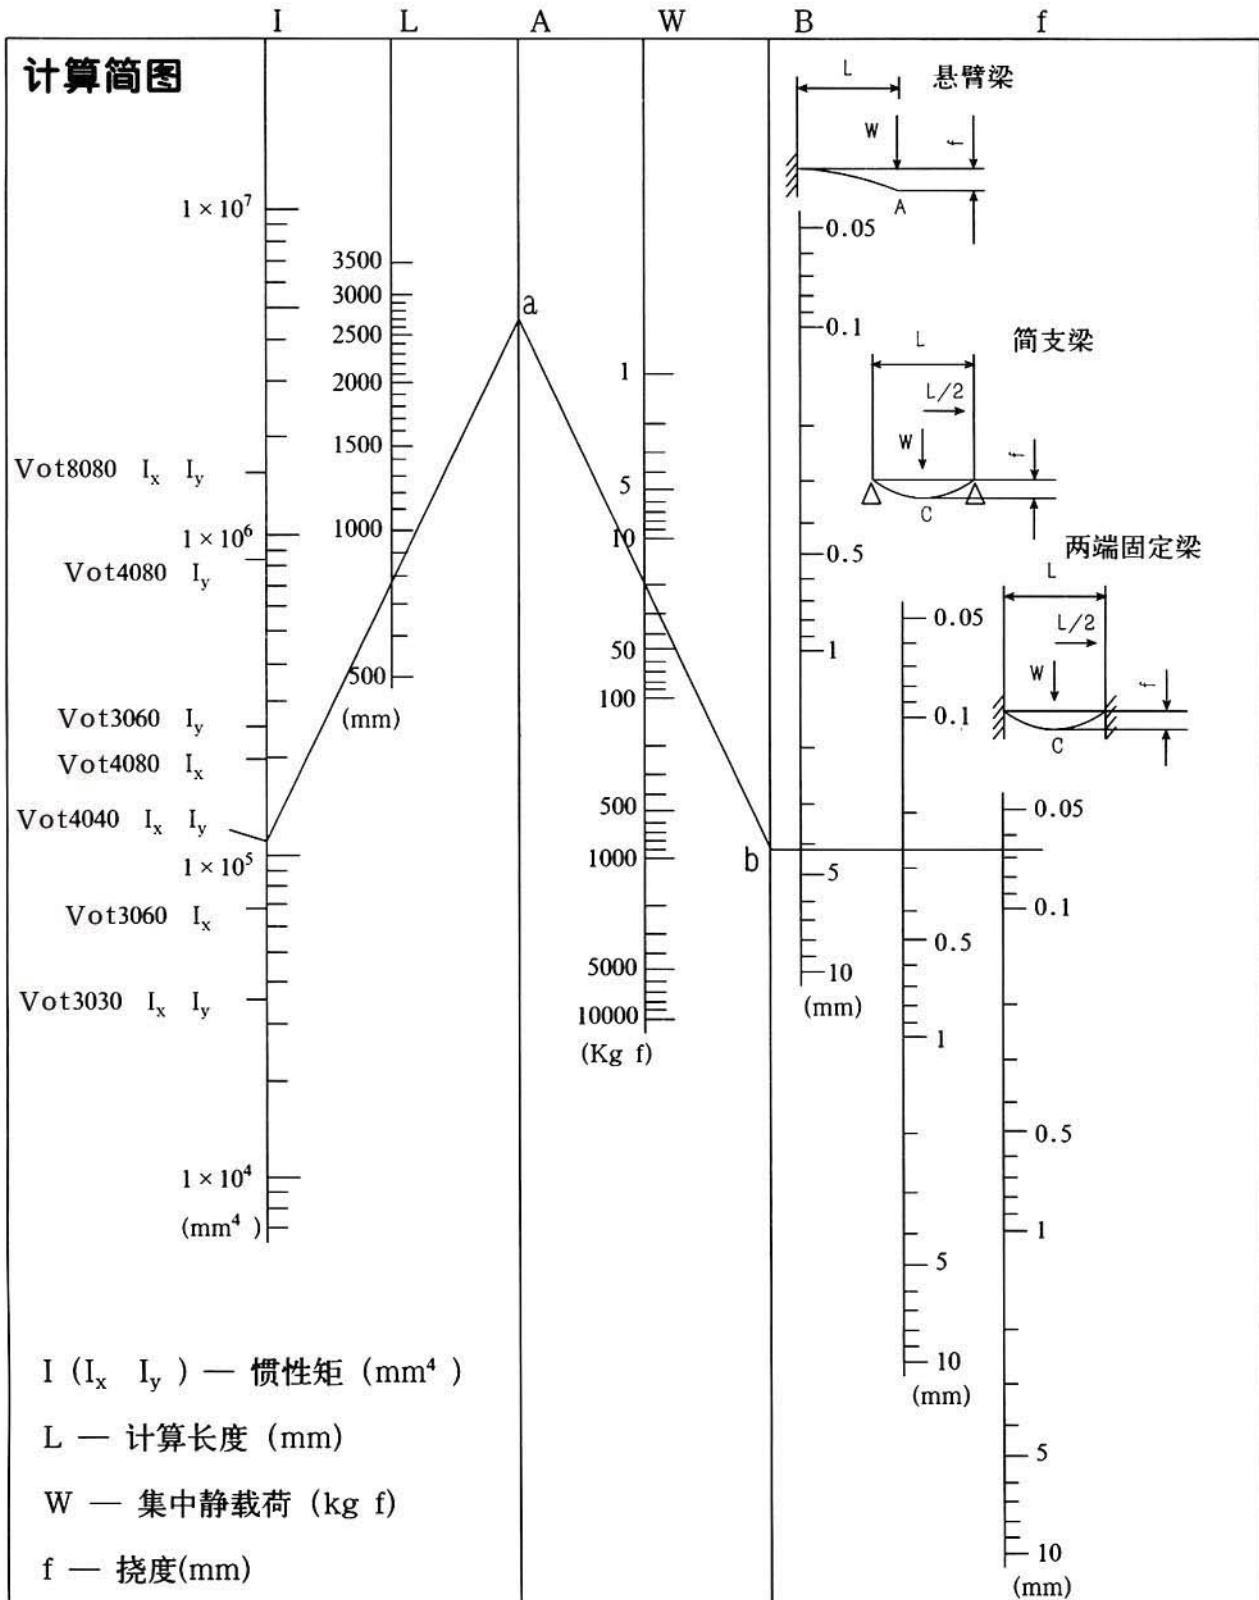 I L A W B f
计算简图
L 悬臂梁
W f
A
1×10⁷
0.05
3500
3000
a
2500
0.1
L 简支梁
2000
1
L/2
1500
W f
Vot8080 Iₓ Iᵧ
5
C
1×10⁶
1000
10
0.5
两端固定梁
Vot4080 Iᵧ
L
0.05
L/2
50
1
500
W f
100
(mm)
Vot3060 Iᵧ
0.1
C
Vot4080 Iₓ
500
0.05
Vot4040 Iₓ Iᵧ
1×10⁵
1000
b
5
Vot3060 Iₓ
0.1
0.5
5000
10
Vot3030 Iₓ Iᵧ
(mm)
10000
1
(Kg f)
0.5
1×10⁴
1
(mm⁴)
5
10
(mm)
I (Iₓ Iᵧ) — 惯性矩 (mm⁴)
L — 计算长度 (mm)
5
W — 集中静载荷 (kg f)
10
f — 挠度(mm)
(mm)